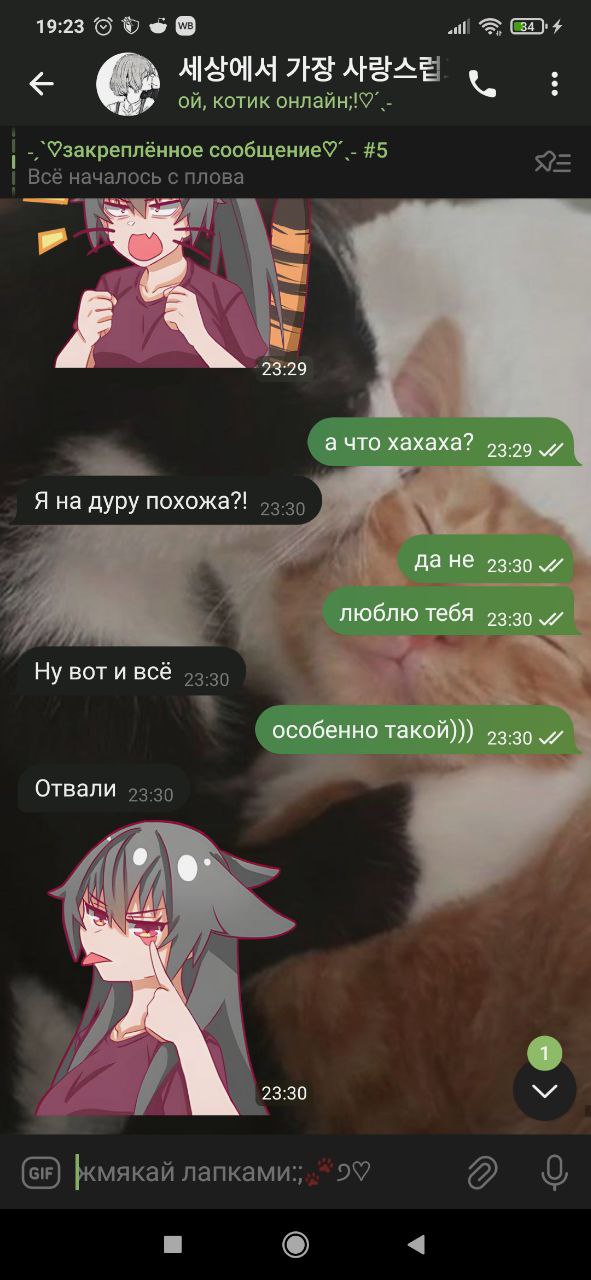 19:23 WB 34
세상에서 가장 사랑스럽
ой, котик онлайн;!♡´ˎ-
-ˏ`♡закреплённое сообщение♡´ˎ- #5
Всё началось с плова
23:29
а что хахаха? 23:29
Я на дуру похожа?! 23:30
да не 23:30
люблю тебя 23:30
Ну вот и всё 23:30
особенно такой))) 23:30
Отвали 23:30
23:30
1
GIF жмякай лапками:;🐾੭♡